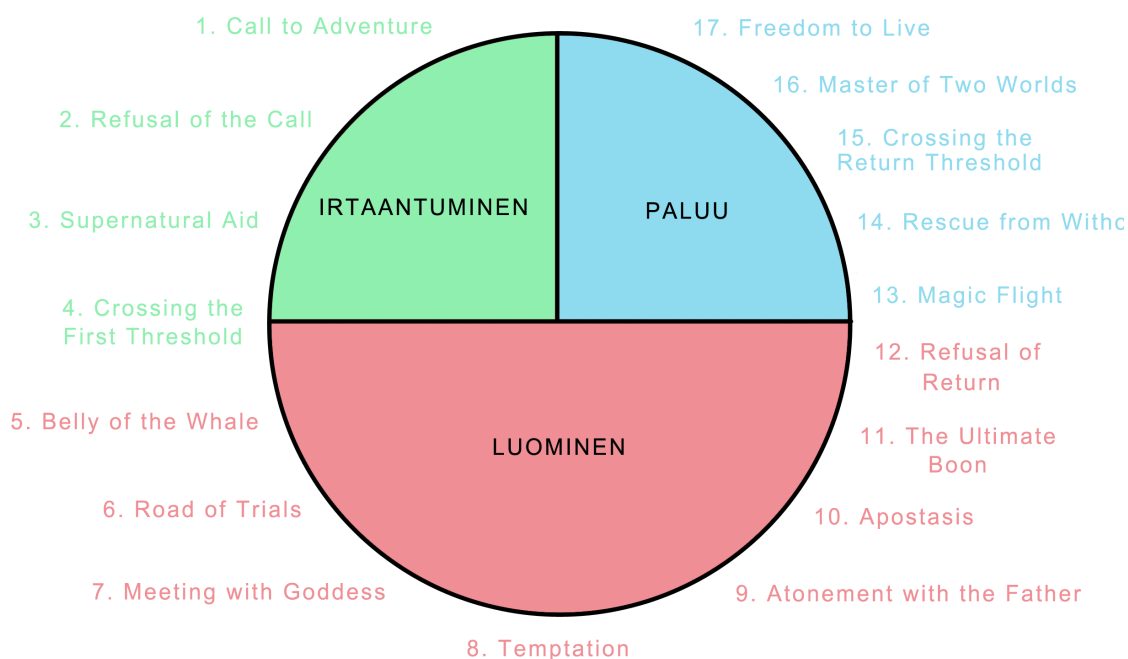 1. Call to Adventure
2. Refusal of the Call
3. Supernatural Aid
4. Crossing the
First Threshold
5. Belly of the Whale
6. Road of Trials
7. Meeting with Goddess
8. Temptation
9. Atonement with the Father
10. Apostasis
11. The Ultimate
Boon
12. Refusal of
Return
13. Magic Flight
14. Rescue from Witho
15. Crossing the
Return Threshold
16. Master of Two Worlds
17. Freedom to Live
IRTAANTUMINEN
PALUU
LUOMINEN